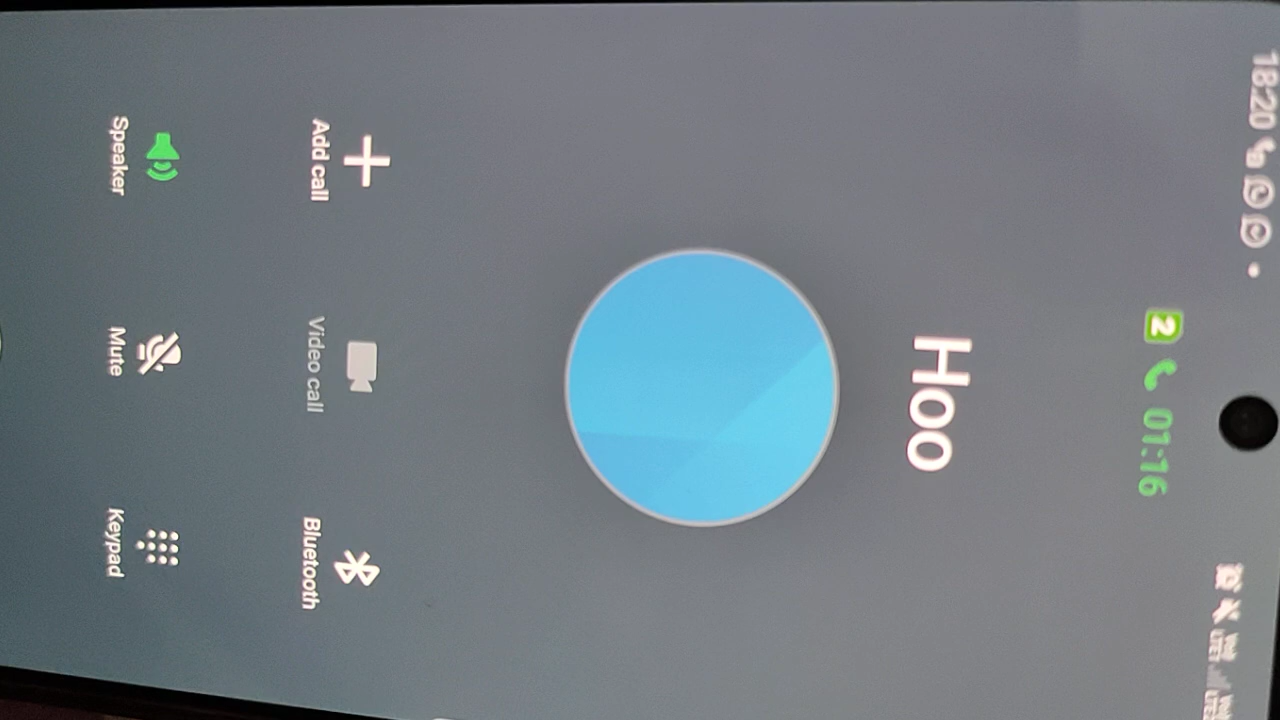 18:20
2 01:16
Hoo
Add call Video call Bluetooth
Speaker Mute Keypad